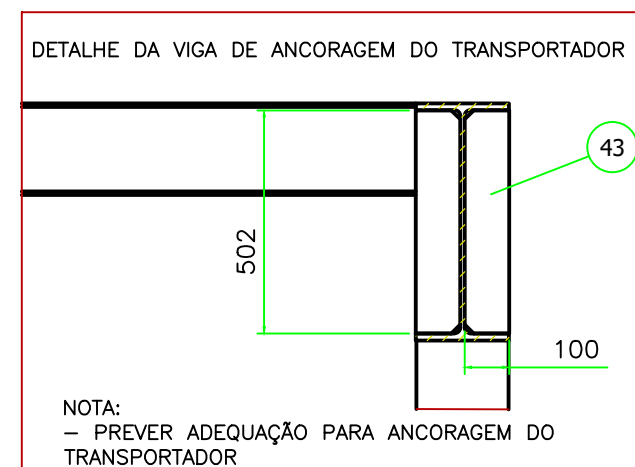 DETALHE DA VIGA DE ANCORAGEM DO TRANSPORTADOR
43
502
100
NOTA:
– PREVER ADEQUAÇÃO PARA ANCORAGEM DO
TRANSPORTADOR